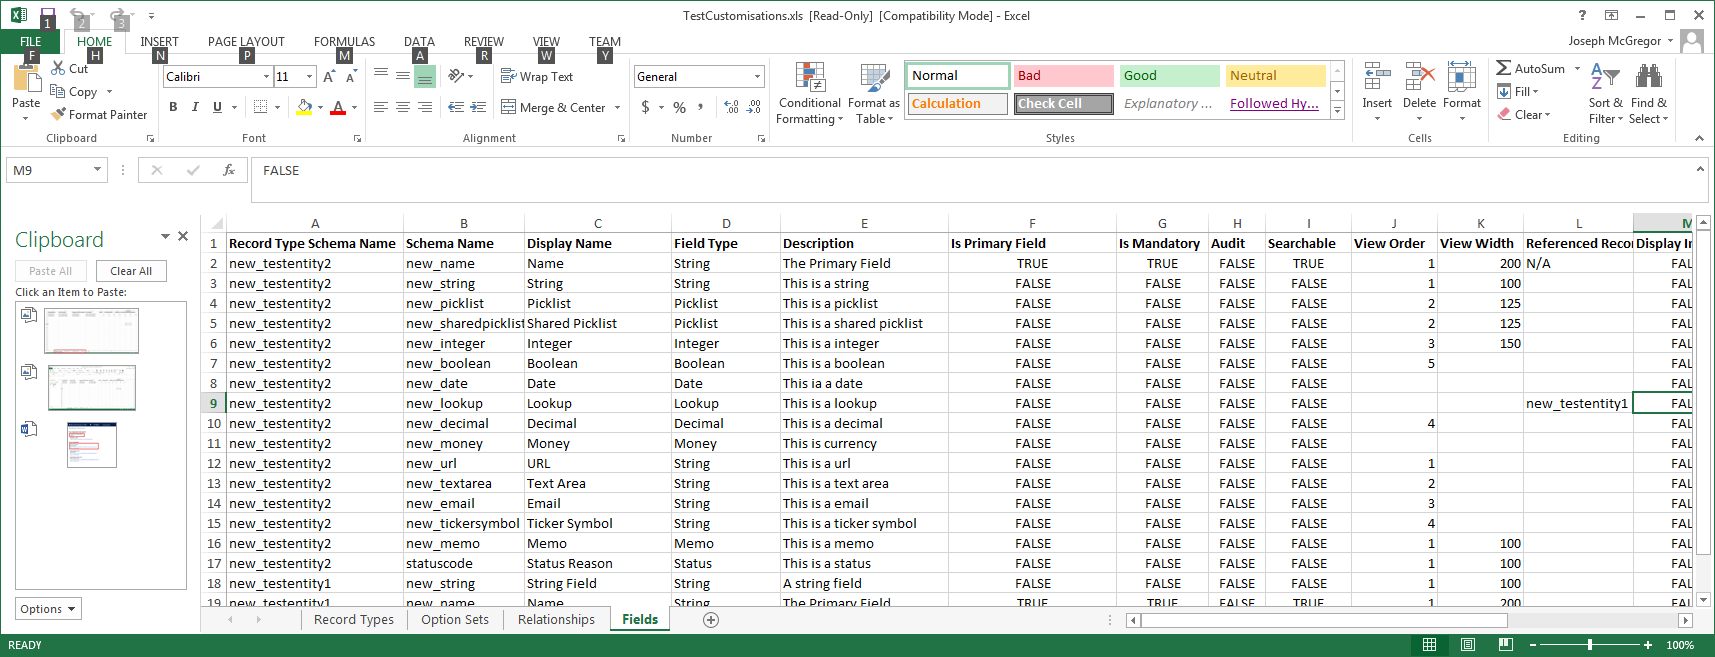 TestCustomisations.xls [Read-Only] [Compatibility Mode] - Excel
1 2 3
FILE HOME INSERT PAGE LAYOUT FORMULAS DATA REVIEW VIEW TEAM
Joseph McGregor
F H N P M A R W Y
Paste
Cut
Copy
Format Painter
Clipboard
Calibri 11
B I U
Font
Wrap Text
Merge & Center
Alignment
General
$ % ,
Number
Conditional Formatting
Format as Table
Normal Bad Good Neutral
Calculation Check Cell Explanatory ... Followed Hy...
Styles
Insert Delete Format
Cells
AutoSum
Fill
Clear
Sort & Filter
Find & Select
Editing
M9 fx FALSE
Clipboard
Paste All Clear All
Click an Item to Paste:
Options
A B C D E F G H I J K L M
1 Record Type Schema Name Schema Name Display Name Field Type Description Is Primary Field Is Mandatory Audit Searchable View Order View Width Referenced Recor Display In
2 new_testentity2 new_name Name String The Primary Field TRUE TRUE FALSE TRUE 1 200 N/A FAL
3 new_testentity2 new_string String String This is a string FALSE FALSE FALSE FALSE 1 100 FAL
4 new_testentity2 new_picklist Picklist Picklist This is a picklist FALSE FALSE FALSE FALSE 2 125 FAL
5 new_testentity2 new_sharedpicklist Shared Picklist Picklist This is a shared picklist FALSE FALSE FALSE FALSE 2 125 FAL
6 new_testentity2 new_integer Integer Integer This is a integer FALSE FALSE FALSE FALSE 3 150 FAL
7 new_testentity2 new_boolean Boolean Boolean This is a boolean FALSE FALSE FALSE FALSE 5 FAL
8 new_testentity2 new_date Date Date This ia a date FALSE FALSE FALSE FALSE FAL
9 new_testentity2 new_lookup Lookup Lookup This is a lookup FALSE FALSE FALSE FALSE new_testentity1 FAL
10 new_testentity2 new_decimal Decimal Decimal This is a decimal FALSE FALSE FALSE FALSE 4 FAL
11 new_testentity2 new_money Money Money This is currency FALSE FALSE FALSE FALSE FAL
12 new_testentity2 new_url URL String This is a url FALSE FALSE FALSE FALSE 1 FAL
13 new_testentity2 new_textarea Text Area String This is a text area FALSE FALSE FALSE FALSE 2 FAL
14 new_testentity2 new_email Email String This is a email FALSE FALSE FALSE FALSE 3 FAL
15 new_testentity2 new_tickersymbol Ticker Symbol String This is a ticker symbol FALSE FALSE FALSE FALSE 4 FAL
16 new_testentity2 new_memo Memo Memo This is a memo FALSE FALSE FALSE FALSE 1 100 FAL
17 new_testentity2 statuscode Status Reason Status This is a status FALSE FALSE FALSE FALSE 1 100 FAL
18 new_testentity1 new_string String Field String A string field FALSE FALSE FALSE FALSE 1 100 FAL
19 new_testentity1 new_name Name String The Primary Field TRUE TRUE FALSE TRUE 1 200 FAL
Record Types Option Sets Relationships Fields
READY 100%